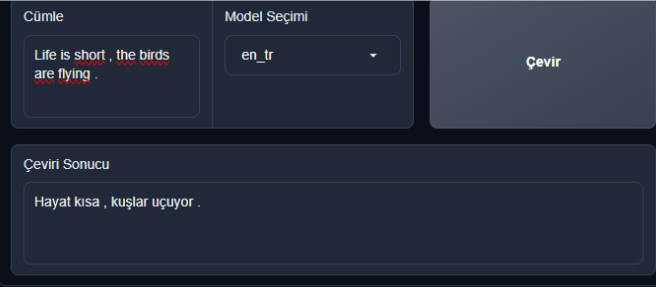 Cümle
Life is short , the birds
are flying .
Model Seçimi
en_tr
Çevir
Çeviri Sonucu
Hayat kısa , kuşlar uçuyor .